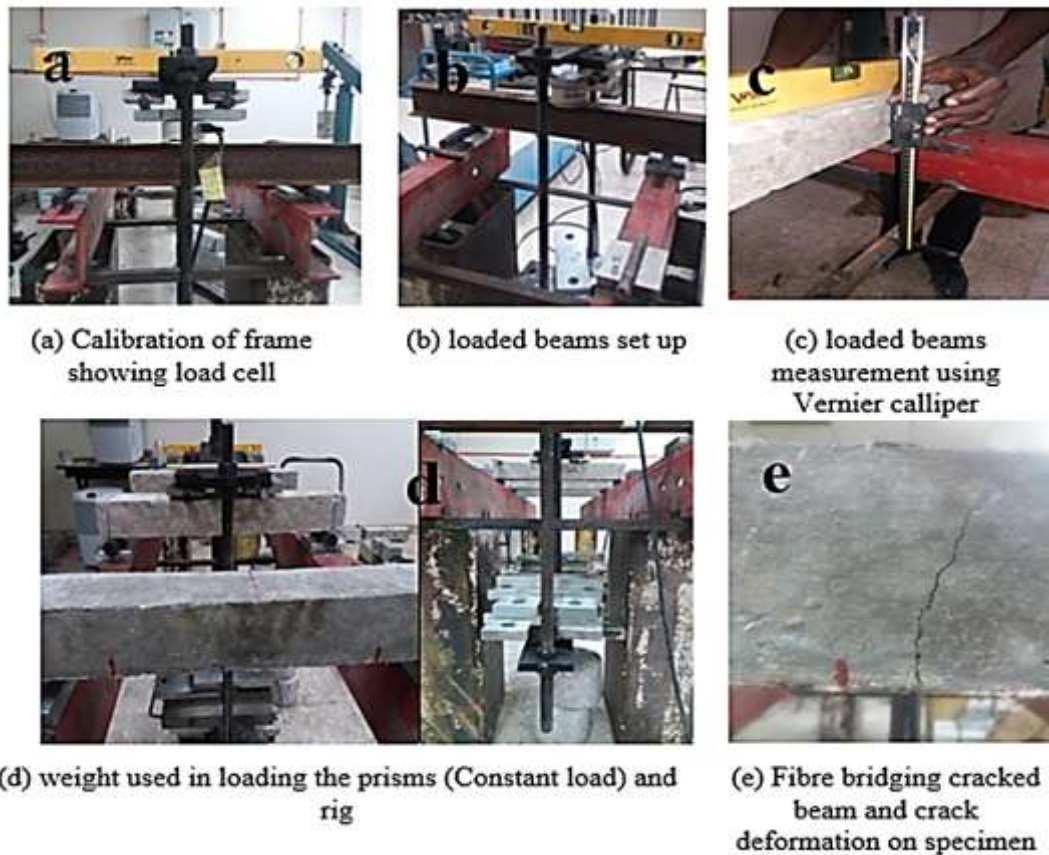 a
b
c
(a) Calibration of frame
showing load cell
(b) loaded beams set up
(c) loaded beams
measurement using
Vernier calliper
d
e
(d) weight used in loading the prisms (Constant load) and
rig
(e) Fibre bridging cracked
beam and crack
deformation on specimen